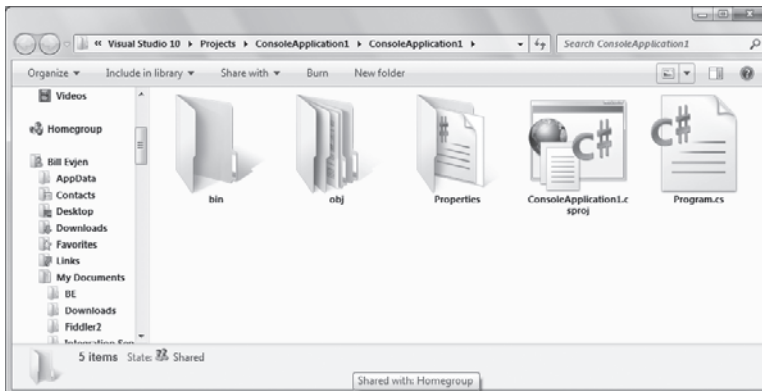 « Visual Studio 10 ▸ Projects ▸ ConsoleApplication1 ▸ ConsoleApplication1 ▸
Search ConsoleApplication1
Organize ▾ Include in library ▾ Share with ▾ Burn New folder
Videos
Homegroup
Bill Evjen
AppData
Contacts
Desktop
Downloads
Favorites
Links
My Documents
BE
Downloads
Fiddler2
Integration
C#
C#
bin
obj
Properties
ConsoleApplication1.c
sproj
Program.cs
5 items State: Shared
Shared with: Homegroup